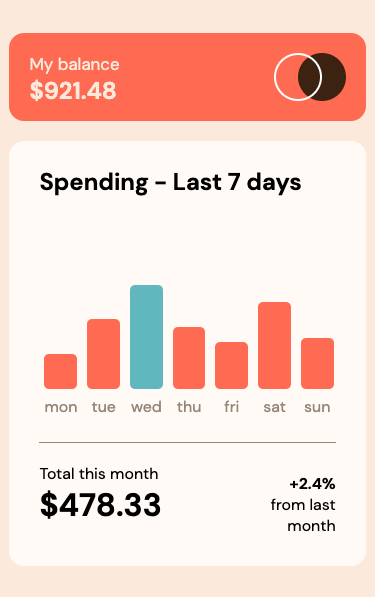 My balance
$921.48
Spending - Last 7 days
mon tue wed thu fri sat sun
Total this month
$478.33
+2.4%
from last
month